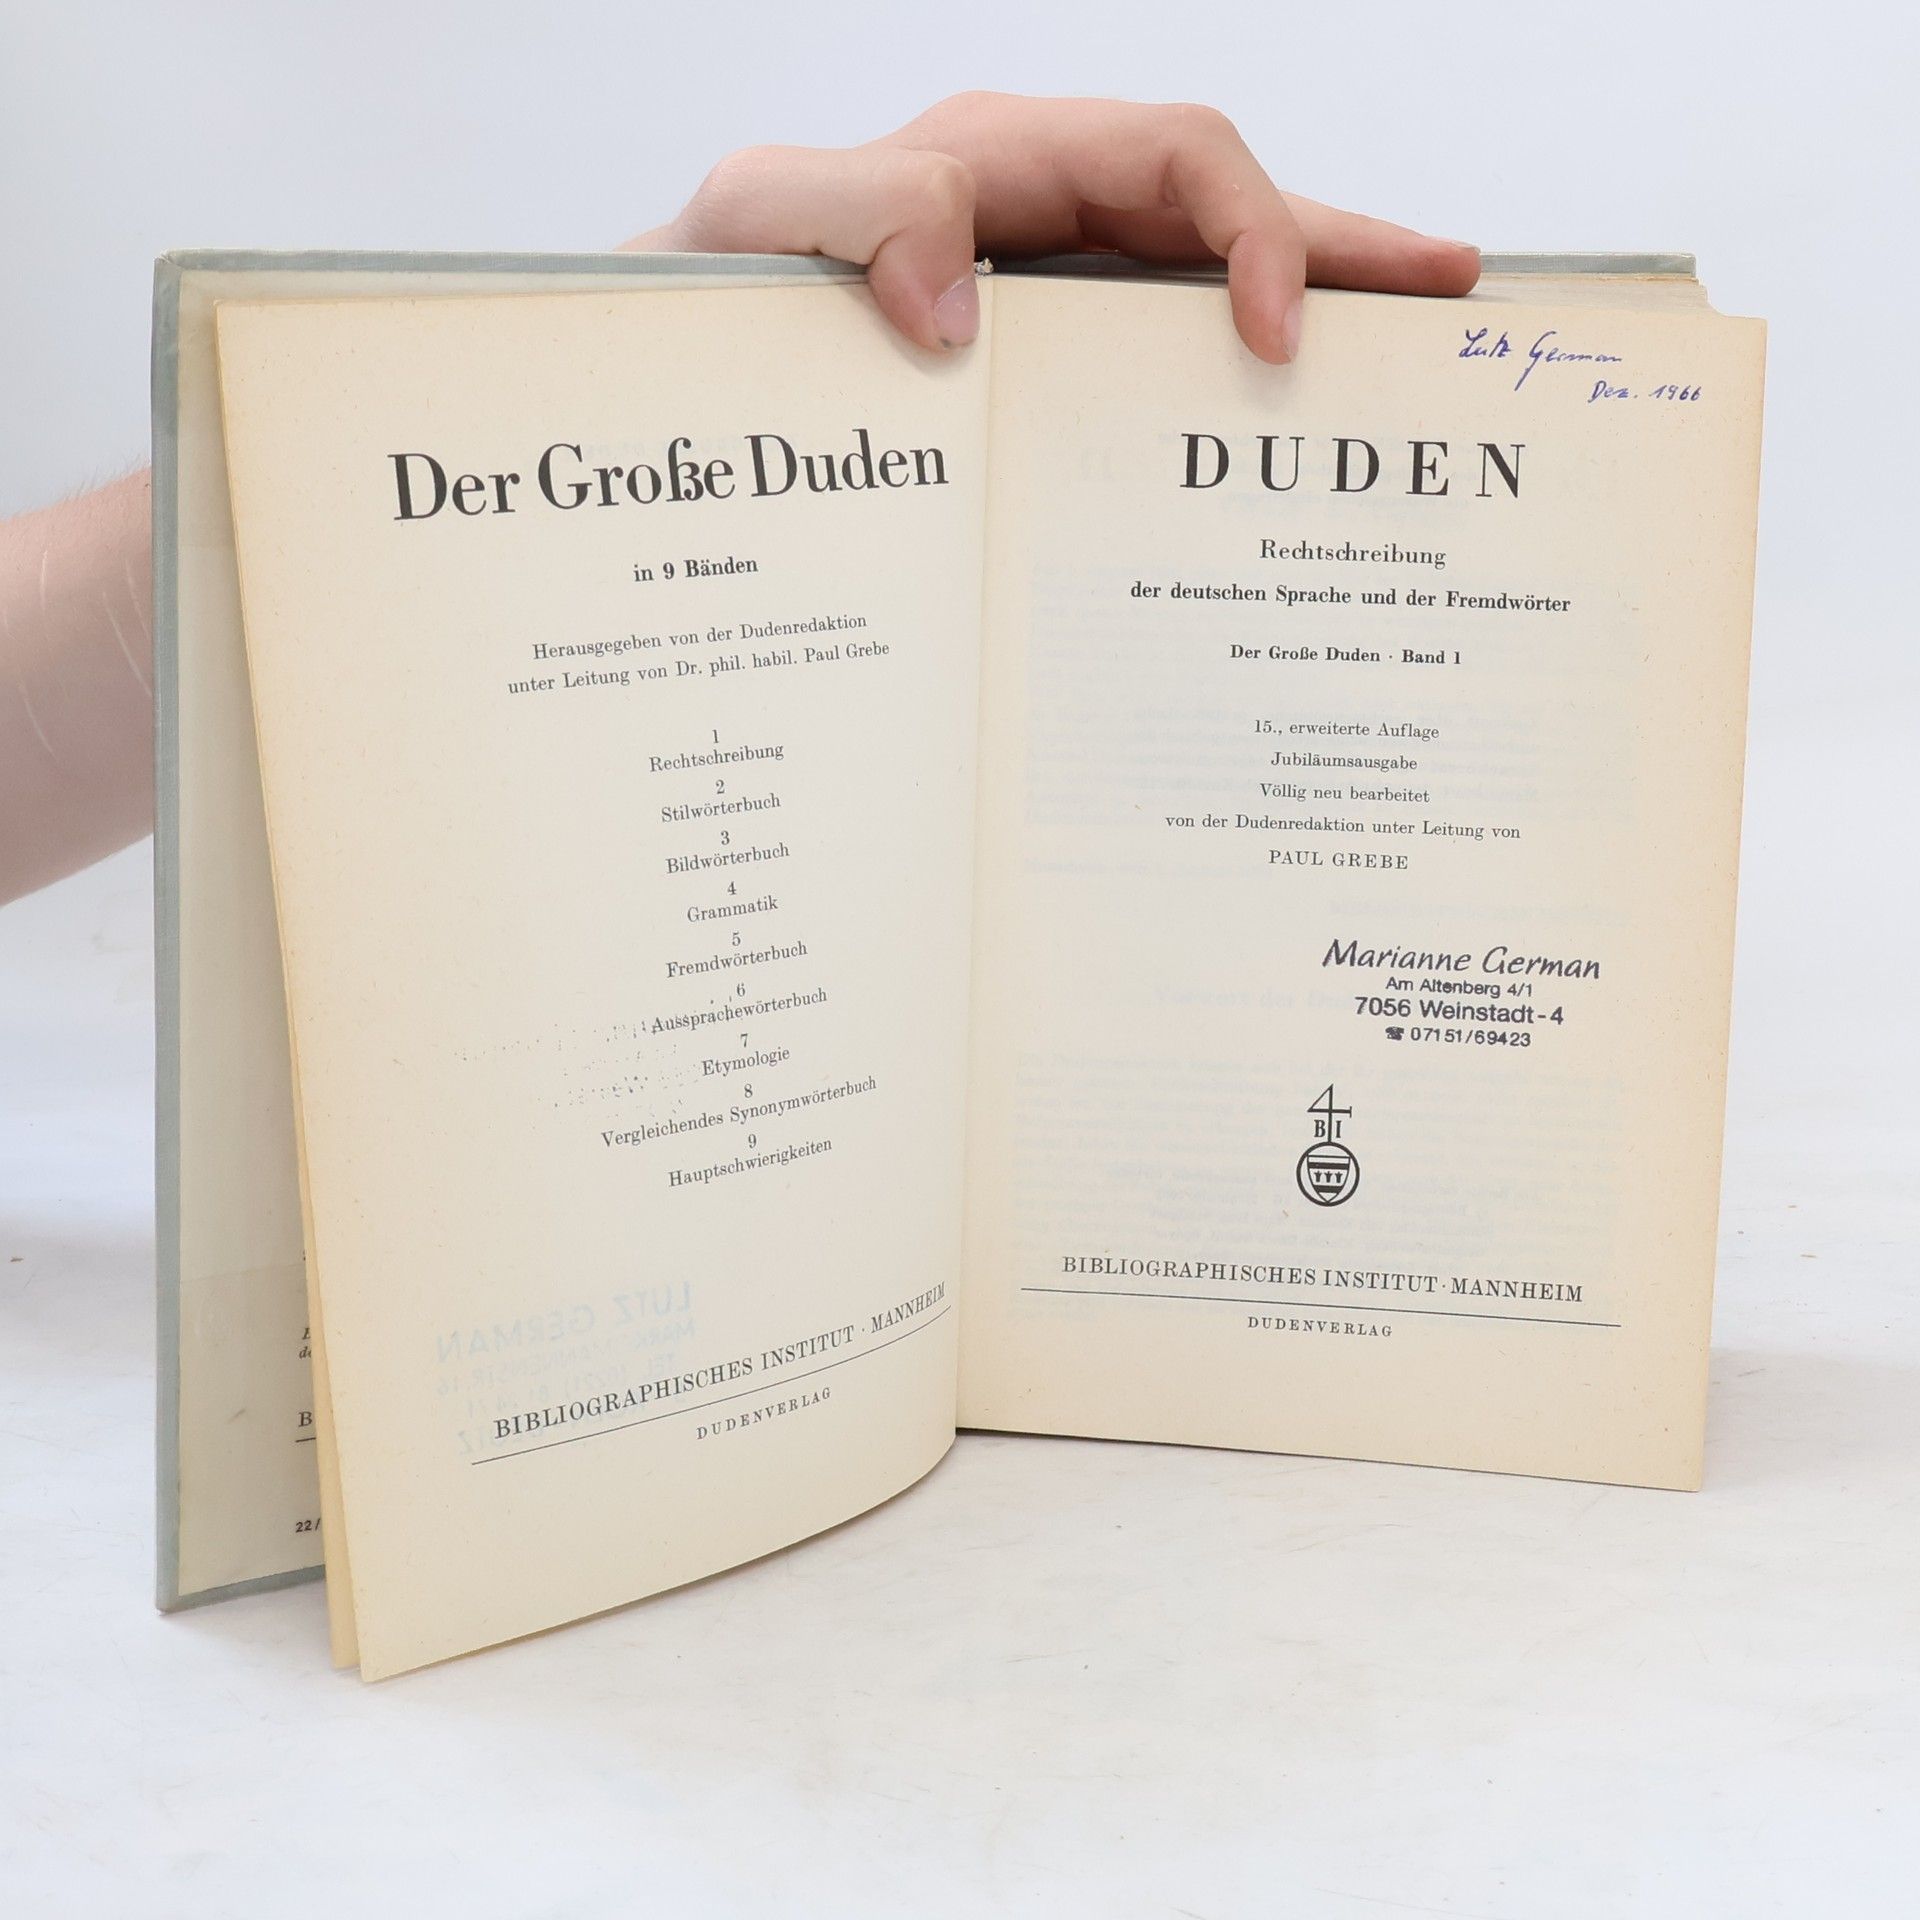 Der Große Duden
in 9 Bänden
Herausgegeben von der Dudenredaktion
unter Leitung von Dr. phil. habil. Paul Grebe
1
Rechtschreibung
2
Stilwörterbuch
3
Bildwörterbuch
4
Grammatik
5
Fremdwörterbuch
6
Aussprachewörterbuch
7
Etymologie
8
Vergleichendes Synonymwörterbuch
9
Hauptschwierigkeiten
LUTZ GERMAN
BIBLIOGRAPHISCHES INSTITUT · MANNHEIM
DUDENVERLAG
22/
Lutz German
Dez. 1966
DUDEN
Rechtschreibung
der deutschen Sprache und der Fremdwörter
Der Große Duden · Band 1
15., erweiterte Auflage
Jubiläumsausgabe
Völlig neu bearbeitet
von der Dudenredaktion unter Leitung von
PAUL GREBE
Marianne German
Am Altenberg 4/1
7056 Weinstadt-4
☎ 07151/69423
B I
BIBLIOGRAPHISCHES INSTITUT · MANNHEIM
DUDENVERLAG